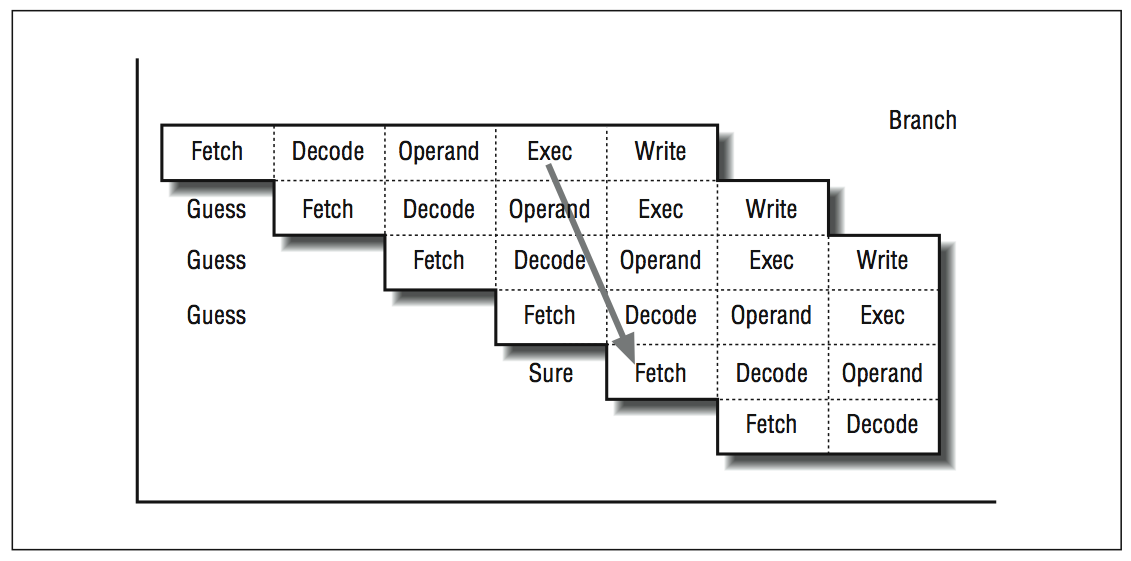 Branch
Fetch Decode Operand Exec Write
Guess Fetch Decode Operand Exec Write
Guess Fetch Decode Operand Exec Write
Guess Fetch Decode Operand Exec
Sure Fetch Decode Operand
Fetch Decode